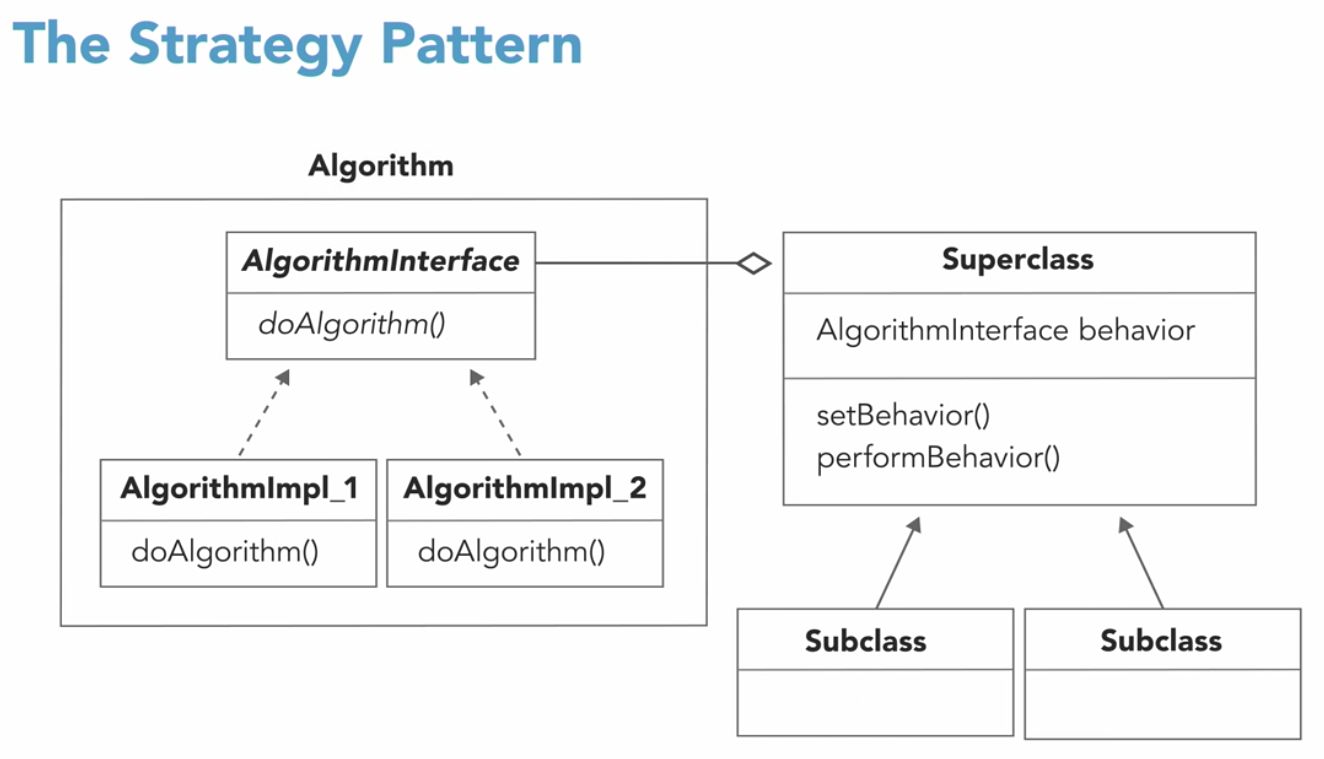 The Strategy Pattern
Algorithm
AlgorithmInterface
doAlgorithm()
AlgorithmImpl_1
doAlgorithm()
AlgorithmImpl_2
doAlgorithm()
Superclass
AlgorithmInterface behavior
setBehavior()
performBehavior()
Subclass
Subclass